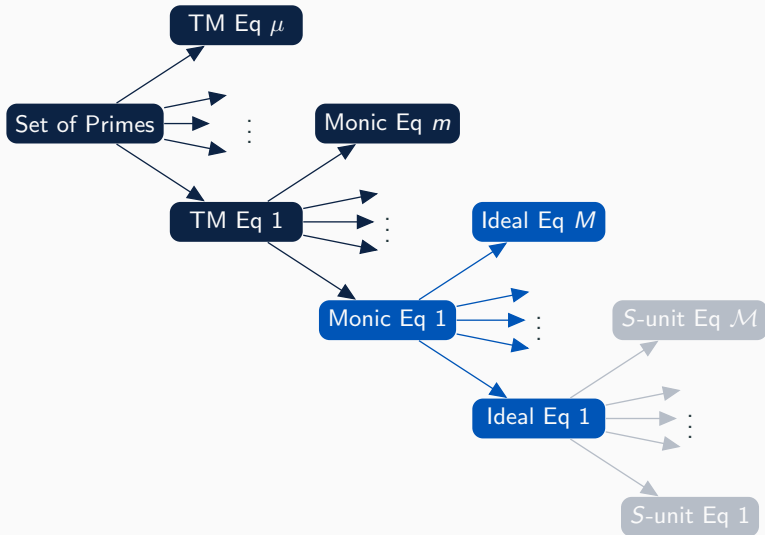 TM Eq μ
Set of Primes
Monic Eq m
TM Eq 1
Ideal Eq M
Monic Eq 1
S-unit Eq ℳ
Ideal Eq 1
S-unit Eq 1